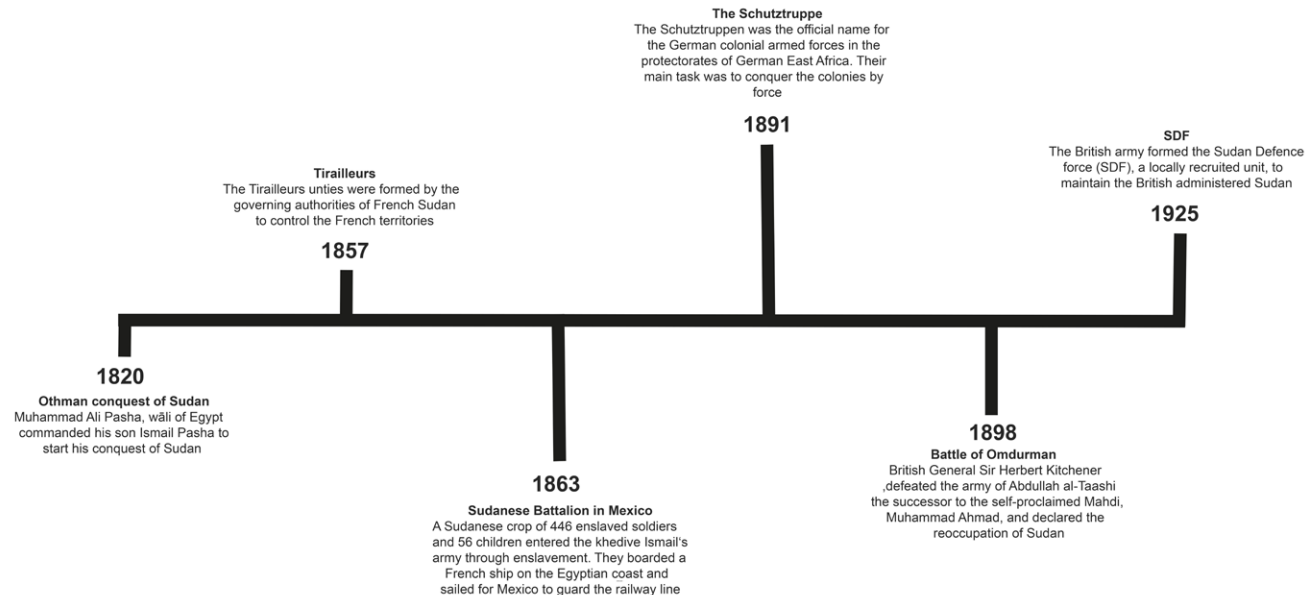 The Schutztruppe
The Schutztruppen was the official name for
the German colonial armed forces in the
protectorates of German East Africa. Their
main task was to conquer the colonies by
force
1891
SDF
The British army formed the Sudan Defence
force (SDF), a locally recruited unit, to
maintain the British administered Sudan
1925
Tirailleurs
The Tirailleurs unties were formed by the
governing authorities of French Sudan
to control the French territories
1857
1820
Othman conquest of Sudan
Muhammad Ali Pasha, wāli of Egypt
commanded his son Ismail Pasha to
start his conquest of Sudan
1863
Sudanese Battalion in Mexico
A Sudanese crop of 446 enslaved soldiers
and 56 children entered the khedive Ismail's
army through enslavement. They boarded a
French ship on the Egyptian coast and
sailed for Mexico to guard the railway line
1898
Battle of Omdurman
British General Sir Herbert Kitchener
,defeated the army of Abdullah al-Taashi
the successor to the self-proclaimed Mahdi,
Muhammad Ahmad, and declared the
reoccupation of Sudan